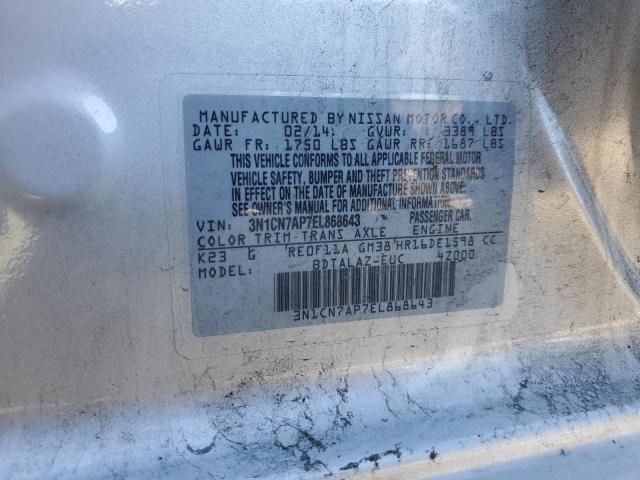 MANUFACTURED BY NISSAN MOTOR CO., LTD.
DATE: 02/14 GVWR: 3389 LBS
GAWR FR: 1750 LBS GAWR RR: 1687 LBS
THIS VEHICLE CONFORMS TO ALL APPLICABLE FEDERAL MOTOR
VEHICLE SAFETY, BUMPER AND THEFT PREVENTION STANDARDS
IN EFFECT ON THE DATE OF MANUFACTURE SHOWN ABOVE.
SEE OWNER'S MANUAL FOR ADDITIONAL INFORMATION.
VIN: 3N1CN7AP7EL868643 PASSENGER CAR.
COLOR TRIM TRANS AXLE ENGINE
K23 G RE0F11A GM38 HR16DE1598 CC
MODEL: BDTALAZ-EUC 4Z000
3N1CN7AP7EL868643